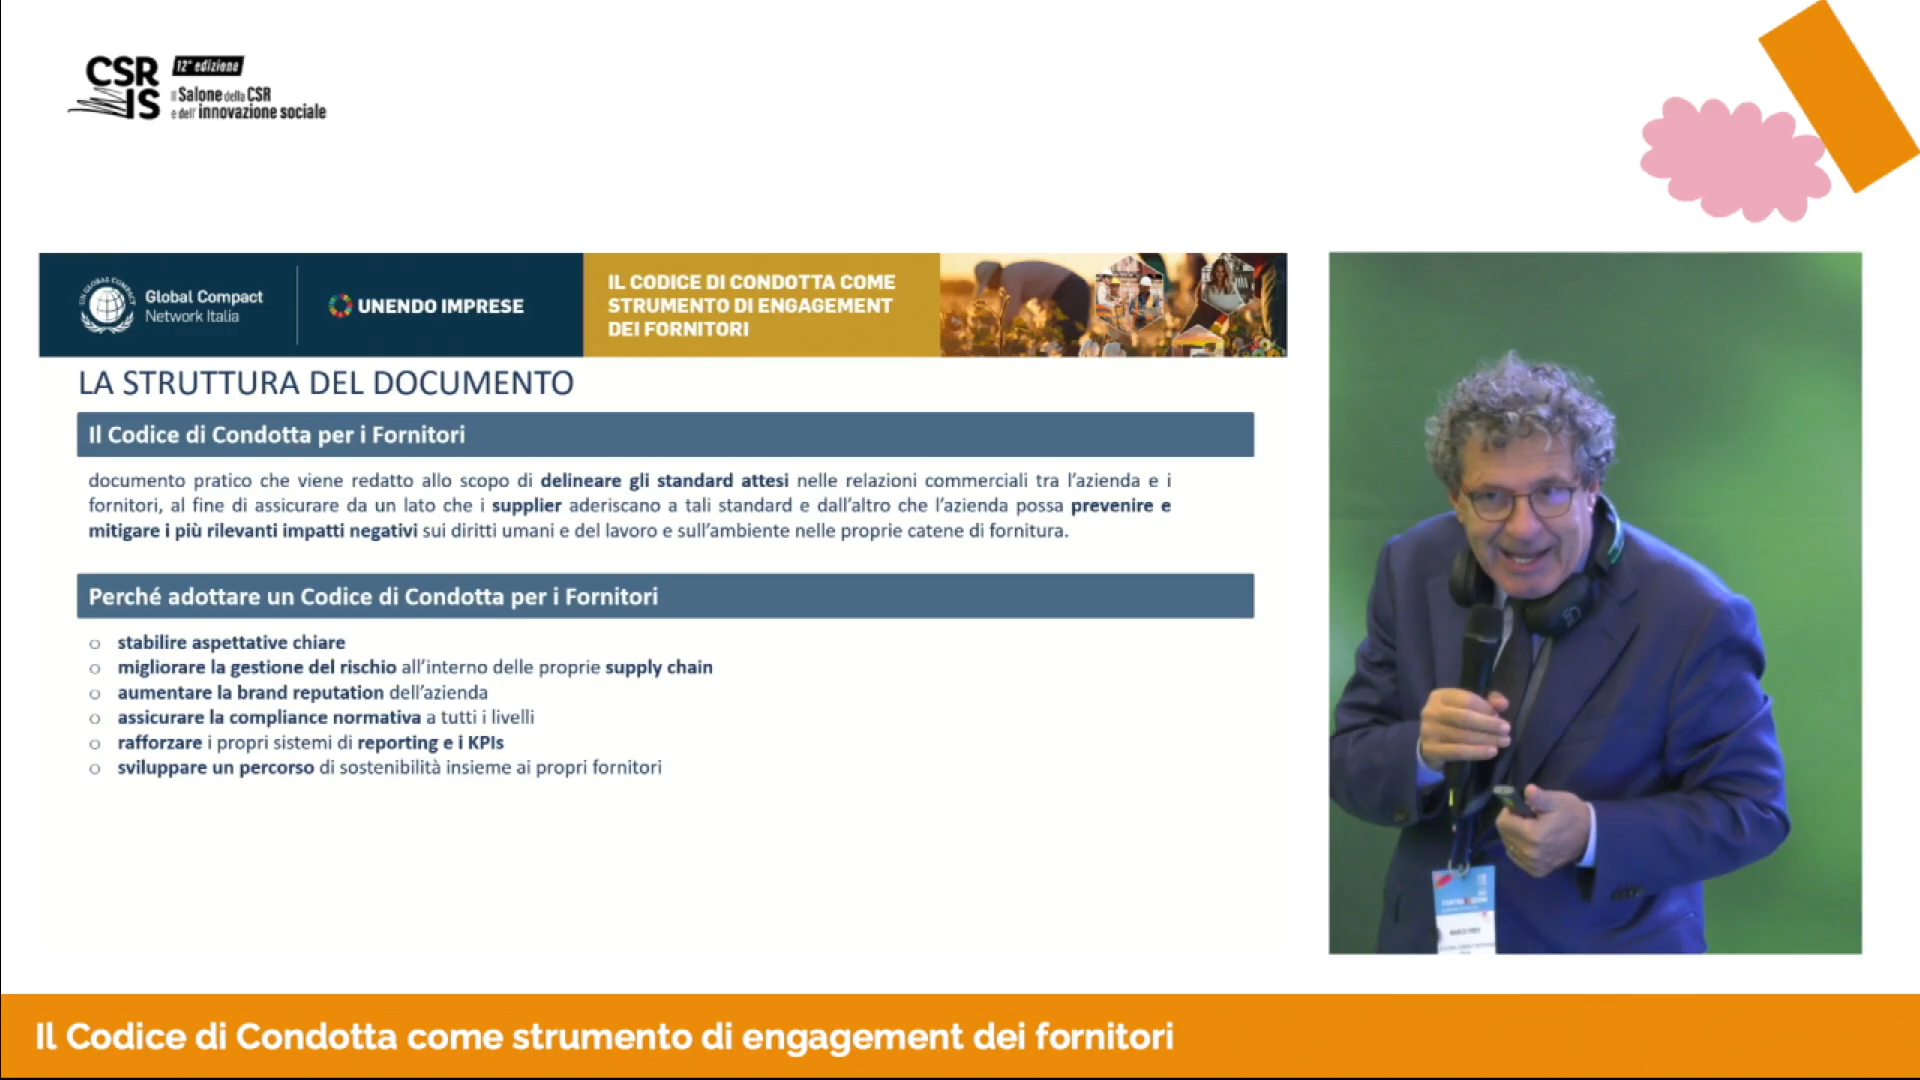 CSR
IS
12° edizione
il Salone della CSR
e dell'innovazione sociale
UN GLOBAL COMPACT
Global Compact
Network Italia
UNENDO IMPRESE
IL CODICE DI CONDOTTA COME
STRUMENTO DI ENGAGEMENT
DEI FORNITORI
LA STRUTTURA DEL DOCUMENTO
Il Codice di Condotta per i Fornitori
documento pratico che viene redatto allo scopo di delineare gli standard attesi nelle relazioni commerciali tra l'azienda e i
fornitori, al fine di assicurare da un lato che i supplier aderiscano a tali standard e dall'altro che l'azienda possa prevenire e
mitigare i più rilevanti impatti negativi sui diritti umani e del lavoro e sull'ambiente nelle proprie catene di fornitura.
Perché adottare un Codice di Condotta per i Fornitori
o stabilire aspettative chiare
o migliorare la gestione del rischio all'interno delle proprie supply chain
o aumentare la brand reputation dell'azienda
o assicurare la compliance normativa a tutti i livelli
o rafforzare i propri sistemi di reporting e i KPIs
o sviluppare un percorso di sostenibilità insieme ai propri fornitori
MARCO FREY
Il Codice di Condotta come strumento di engagement dei fornitori